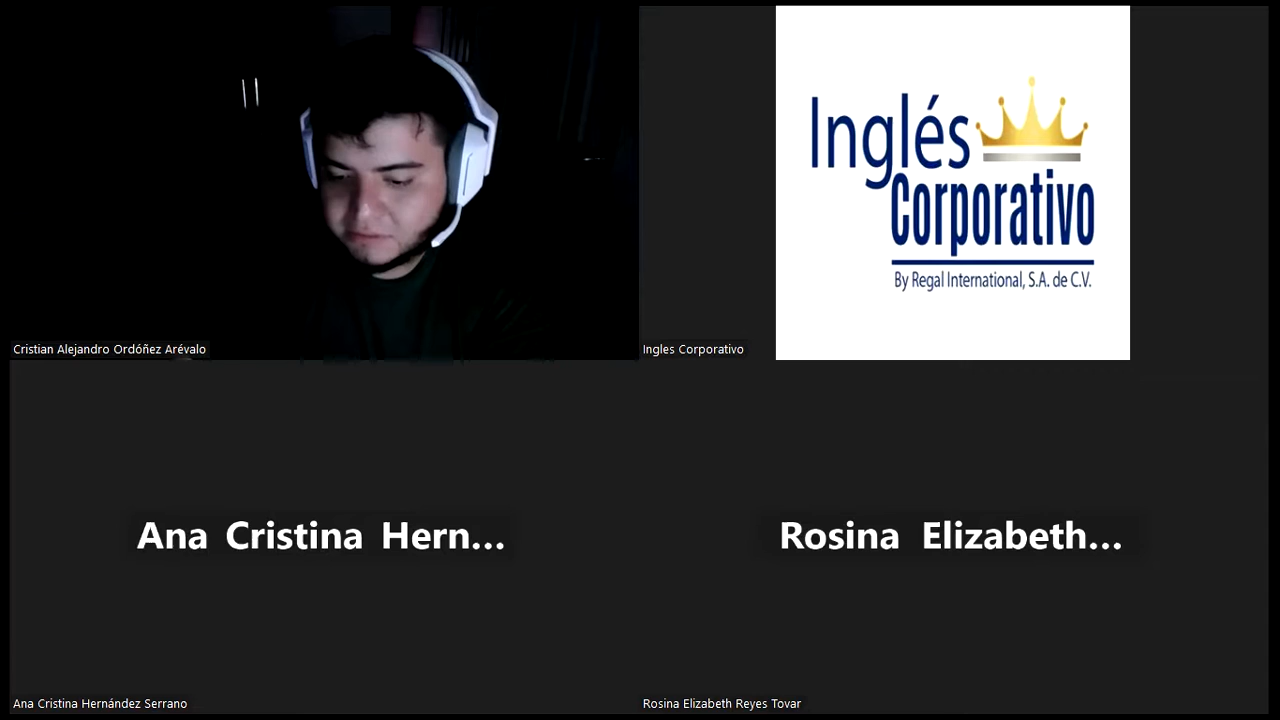 Inglés
Corporativo
By Regal International, S.A. de C.V.
Cristian Alejandro Ordóñez Arévalo
Ingles Corporativo
Ana Cristina Hern...
Rosina Elizabeth...
Ana Cristina Hernández Serrano
Rosina Elizabeth Reyes Tovar